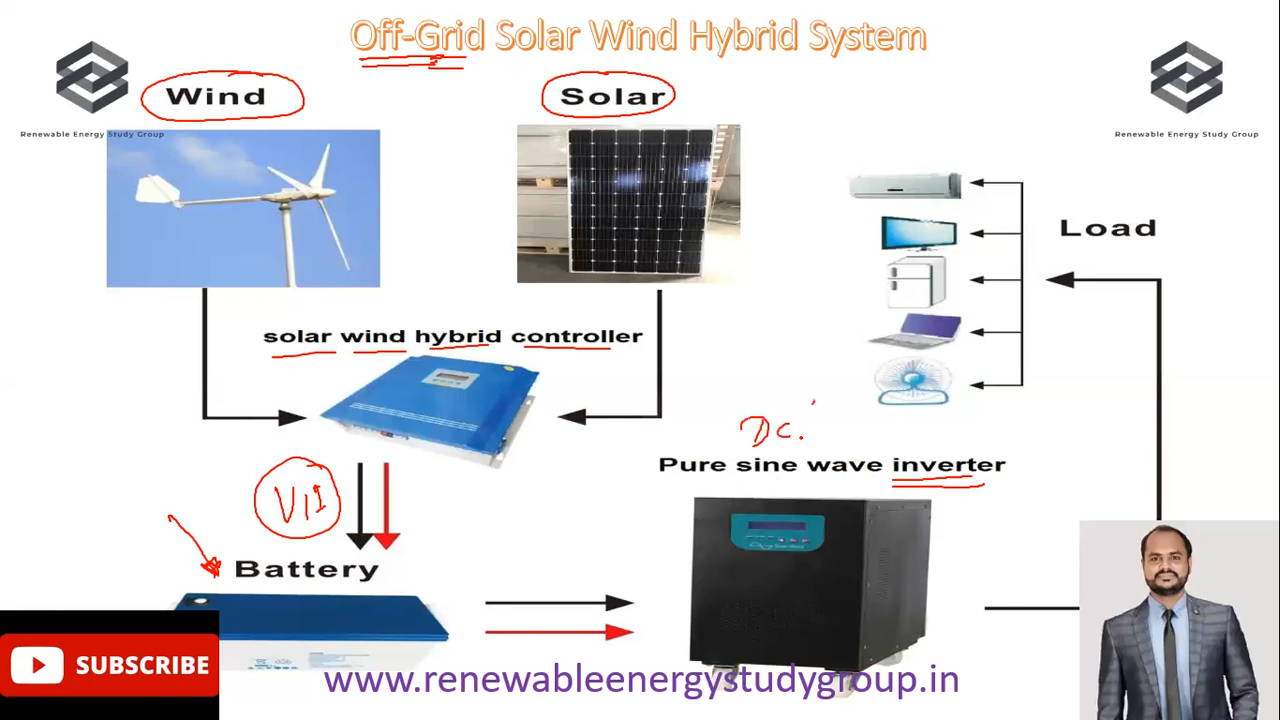 Off-Grid Solar Wind Hybrid System
Wind
Solar
Renewable Energy Study Group
Renewable Energy Study Group
Load
solar wind hybrid controller
DC.
Pure sine wave inverter
V1I
Battery
SUBSCRIBE
www.renewableenergystudygroup.in